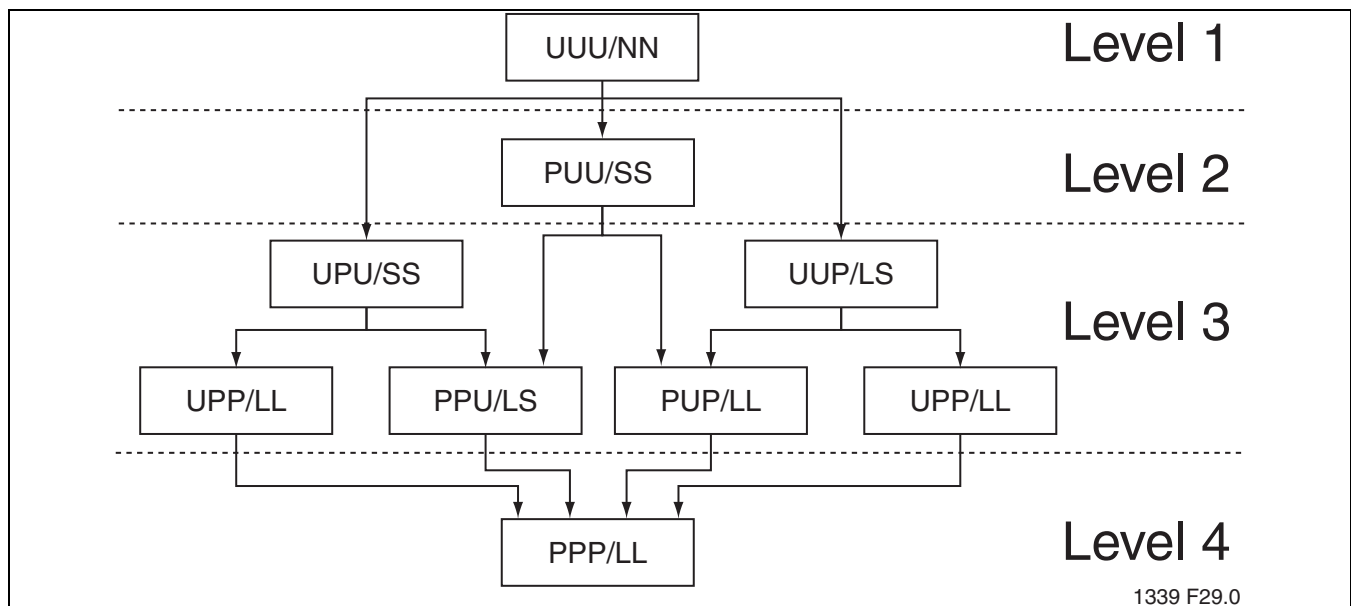 UUU/NN
Level 1
PUU/SS
Level 2
UPU/SS
UUP/LS
Level 3
UPP/LL
PPU/LS
PUP/LL
UPP/LL
PPP/LL
Level 4
1339 F29.0